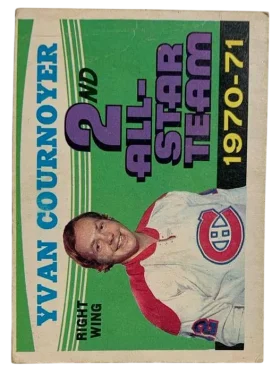 YVAN COURNOYER
2ND
ALL-
STAR
TEAM
1970-71
RIGHT
WING